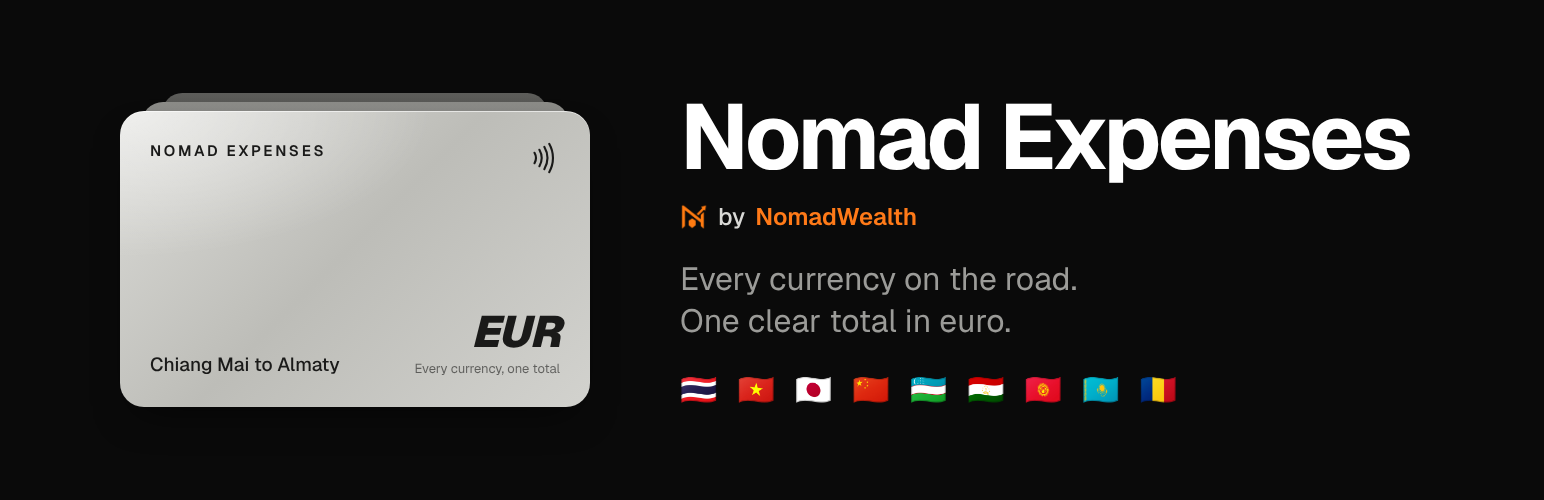 NOMAD EXPENSES
Chiang Mai to Almaty
EUR
Every currency, one total
Nomad Expenses
by NomadWealth
Every currency on the road.
One clear total in euro.